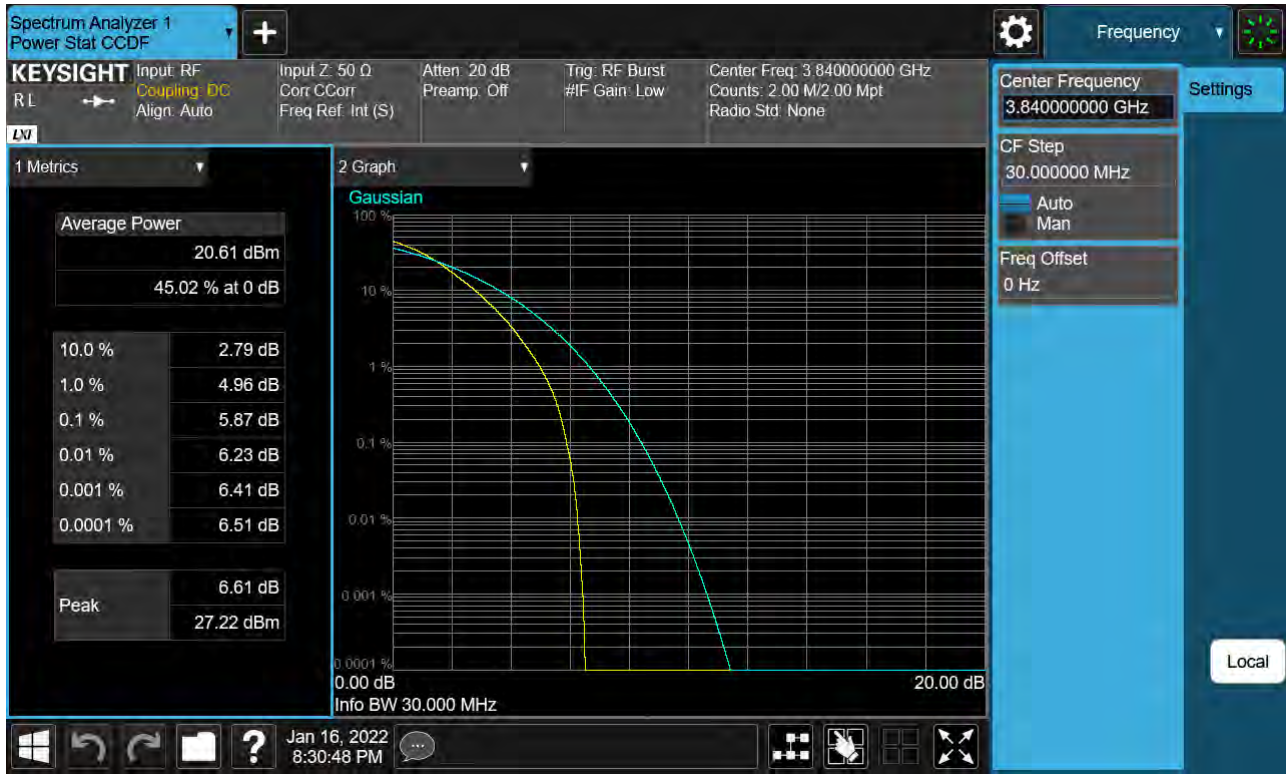 Spectrum Analyzer 1
Power Stat CCDF
Frequency
KEYSIGHT
RL
LXI
Input: RF
Coupling: DC
Align: Auto
Input Z: 50 Ω
Corr CCorr
Freq Ref: Int (S)
Atten: 20 dB
Preamp: Off
Trig: RF Burst
#IF Gain: Low
Center Freq: 3.840000000 GHz
Counts: 2.00 M/2.00 Mpt
Radio Std: None
Center Frequency
3.840000000 GHz
Settings
CF Step
30.000000 MHz
Auto
Man
Freq Offset
0 Hz
Local
1 Metrics
Average Power
20.61 dBm
45.02 % at 0 dB
10.0 % 2.79 dB
1.0 % 4.96 dB
0.1 % 5.87 dB
0.01 % 6.23 dB
0.001 % 6.41 dB
0.0001 % 6.51 dB
Peak
6.61 dB
27.22 dBm
2 Graph
Gaussian
100 %
10 %
1 %
0.1 %
0.01 %
0.001 %
0.0001 %
0.00 dB 20.00 dB
Info BW 30.000 MHz
?
Jan 16, 2022
8:30:48 PM